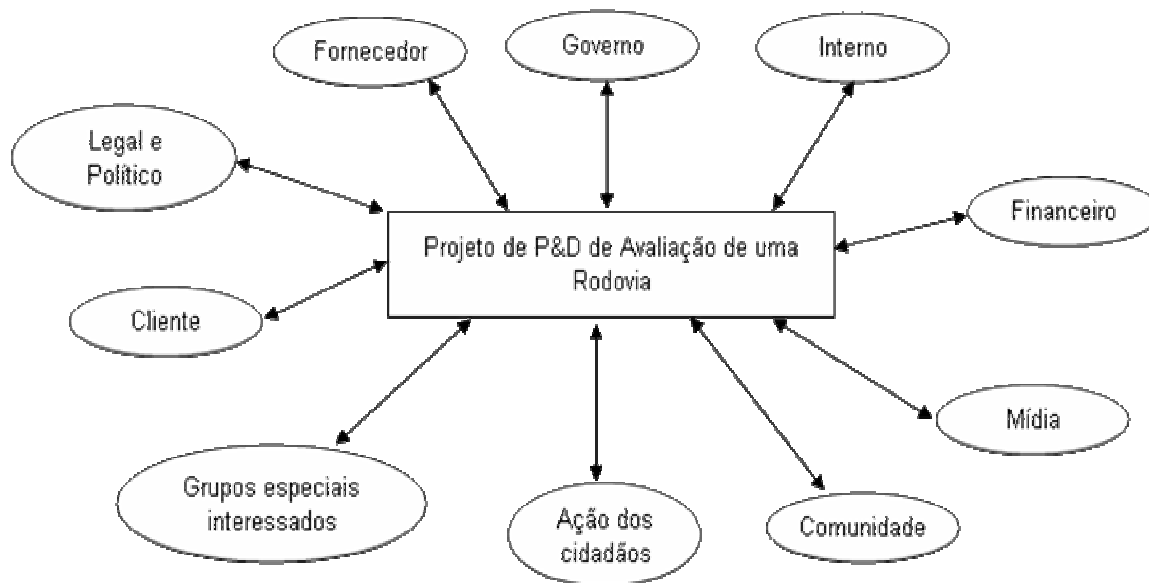 Fornecedor
Governo
Interno
Legal e
Político
Financeiro
Projeto de P&D de Avaliação de uma
Rodovia
Cliente
Mídia
Grupos especiais
interessados
Ação dos
cidadãos
Comunidade